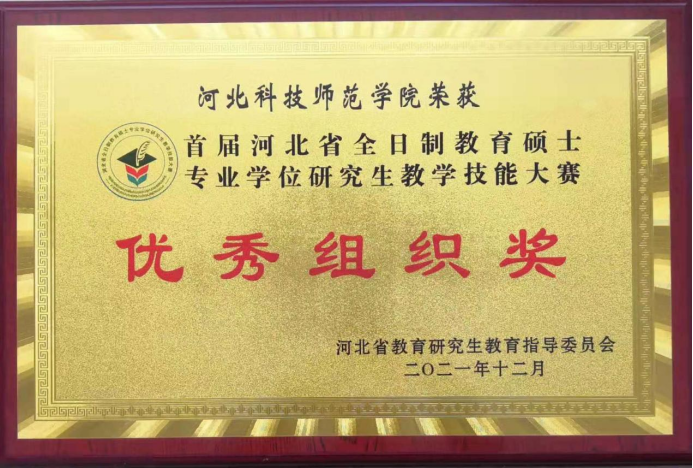 河北科技师范学院荣获
首届河北省全日制教育硕士
专业学位研究生教学技能大赛
优秀组织奖
河北省教育研究生教育指导委员会
二〇二一年十二月